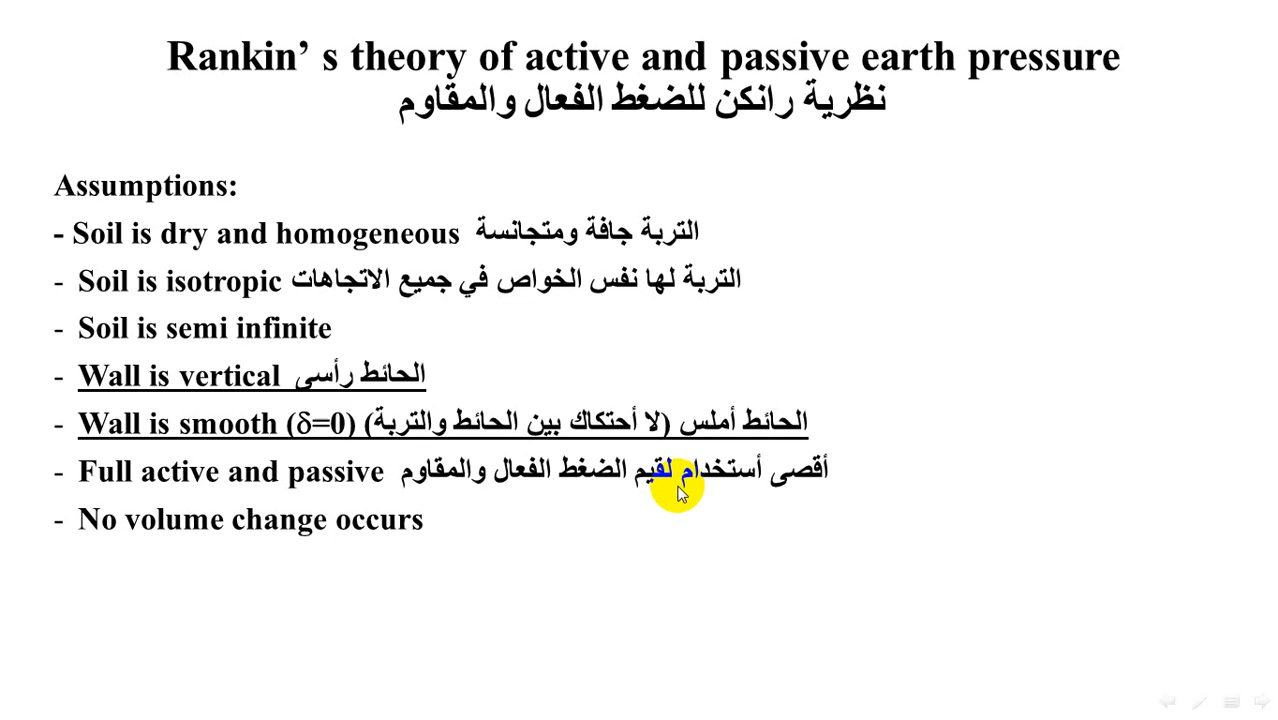 Rankin’ s theory of active and passive earth pressure
نظرية رانكن للضغط الفعال والمقاوم
Assumptions:
- Soil is dry and homogeneous التربة جافة ومتجانسة
- Soil is isotropic التربة لها نفس الخواص في جميع الاتجاهات
- Soil is semi infinite
- Wall is vertical الحائط رأسى
- Wall is smooth (δ=0) الحائط أملس (لا أحتكاك بين الحائط والتربة)
- Full active and passive أقصى أستخدام لقيم الضغط الفعال والمقاوم
- No volume change occurs